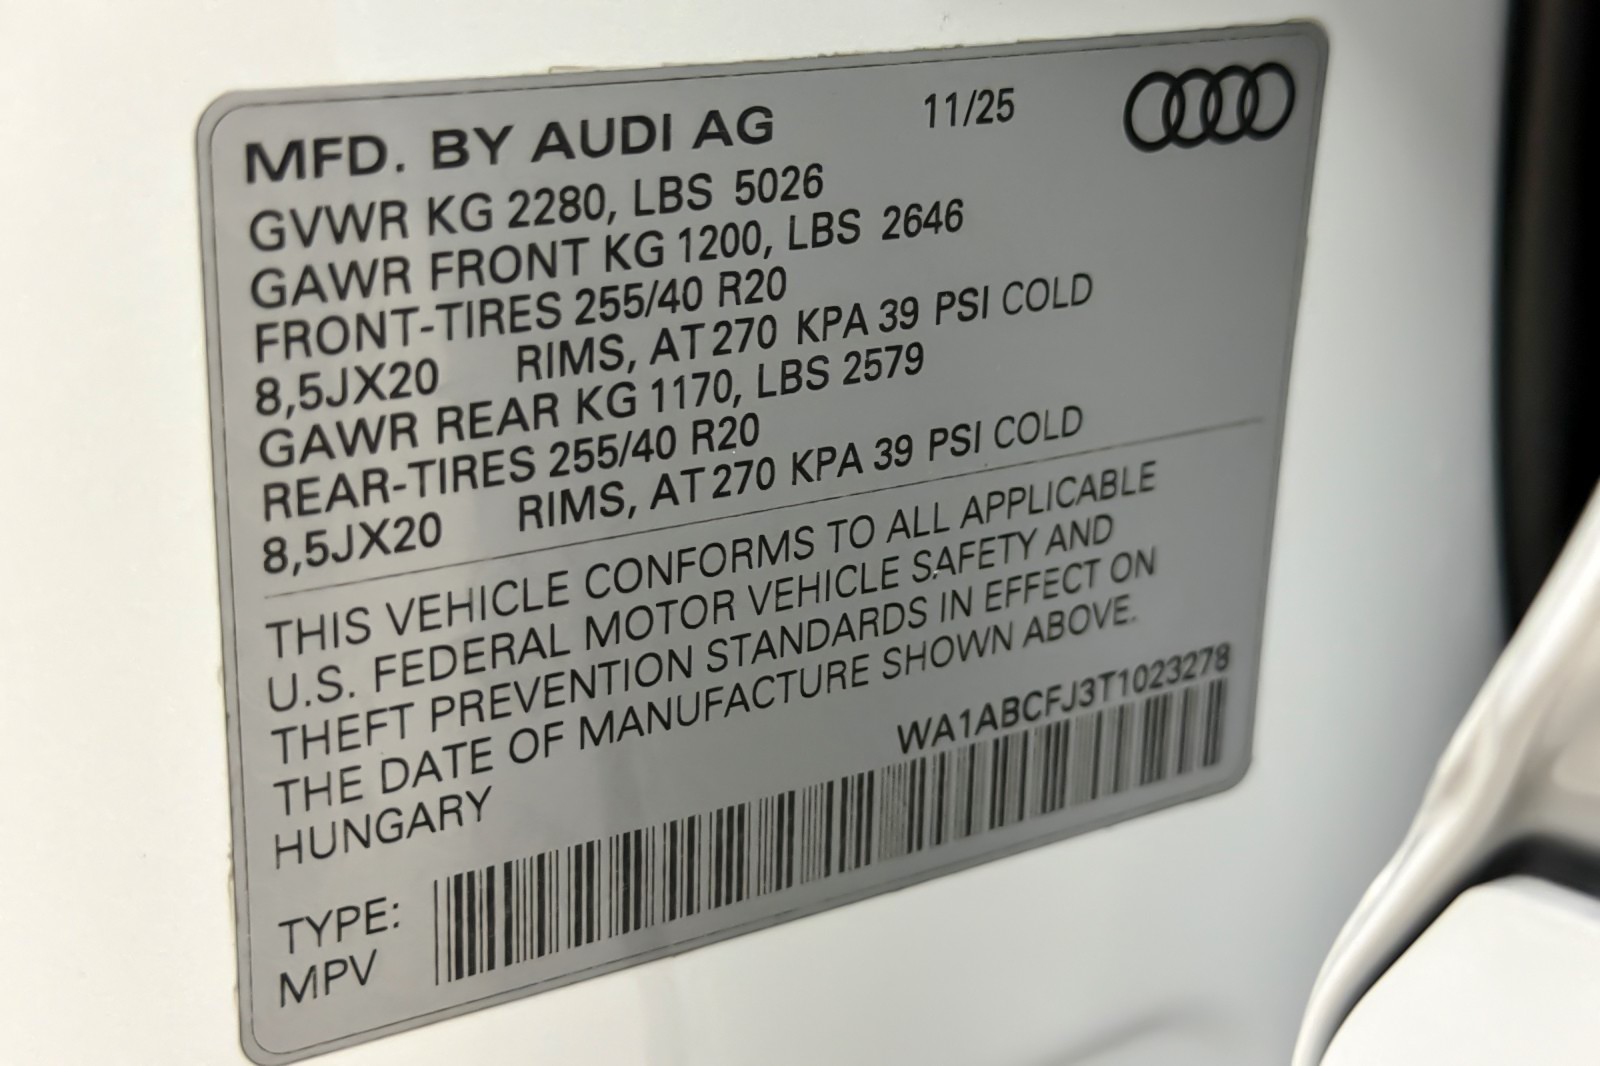 MFD. BY AUDI AG 11/25
GVWR KG 2280, LBS 5026
GAWR FRONT KG 1200, LBS 2646
FRONT-TIRES 255/40 R20
8,5JX20 RIMS, AT 270 KPA 39 PSI COLD
GAWR REAR KG 1170, LBS 2579
REAR-TIRES 255/40 R20
8,5JX20 RIMS, AT 270 KPA 39 PSI COLD
THIS VEHICLE CONFORMS TO ALL APPLICABLE
U.S. FEDERAL MOTOR VEHICLE SAFETY AND
THEFT PREVENTION STANDARDS IN EFFECT ON
THE DATE OF MANUFACTURE SHOWN ABOVE.
HUNGARY
WA1ABCFJ3T1023278
TYPE:
MPV